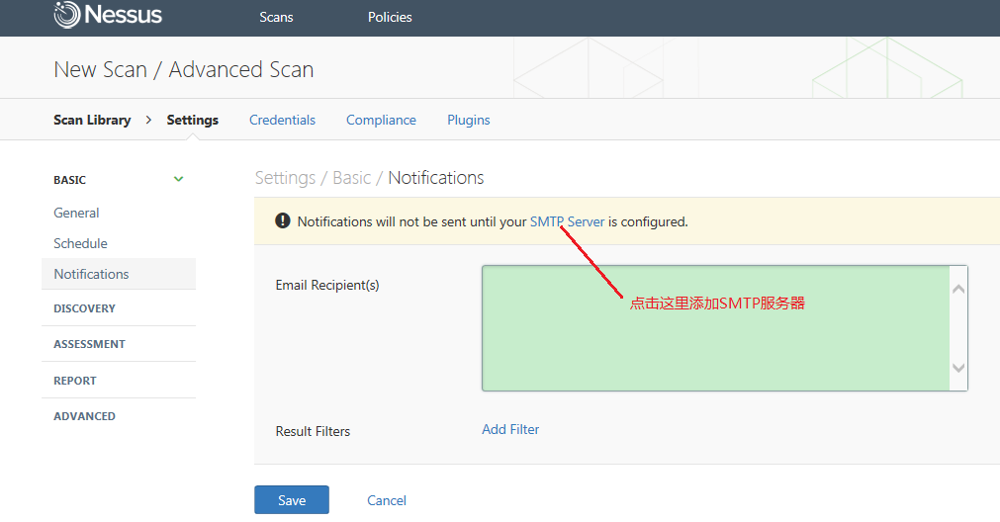 Nessus
Scans
Policies
New Scan / Advanced Scan
Scan Library > Settings
Credentials
Compliance
Plugins
BASIC
General
Schedule
Notifications
DISCOVERY
ASSESSMENT
REPORT
ADVANCED
Settings / Basic / Notifications
Notifications will not be sent until your SMTP Server is configured.
Email Recipient(s)
点击这里添加SMTP服务器
Result Filters
Add Filter
Save
Cancel